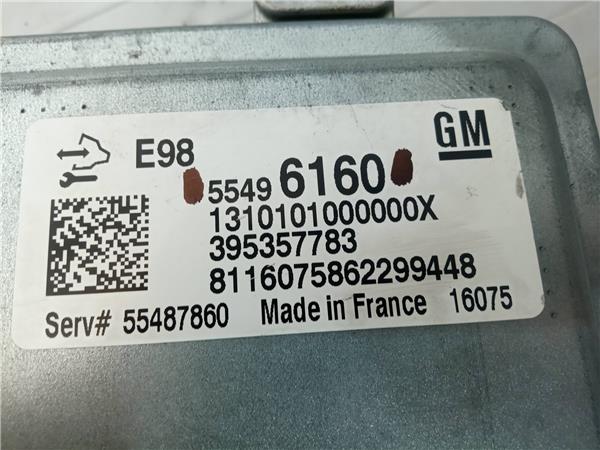 E98
GM
5549 6160
1310101000000X
395357783
8116075862299448
Serv# 55487860 Made in France 16075